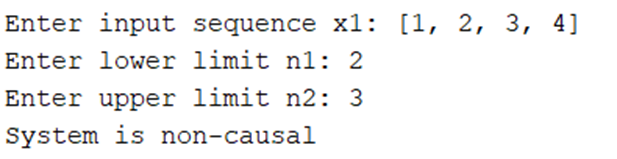 Enter input sequence x1: [1, 2, 3, 4]
Enter lower limit n1: 2
Enter upper limit n2: 3
System is non-causal